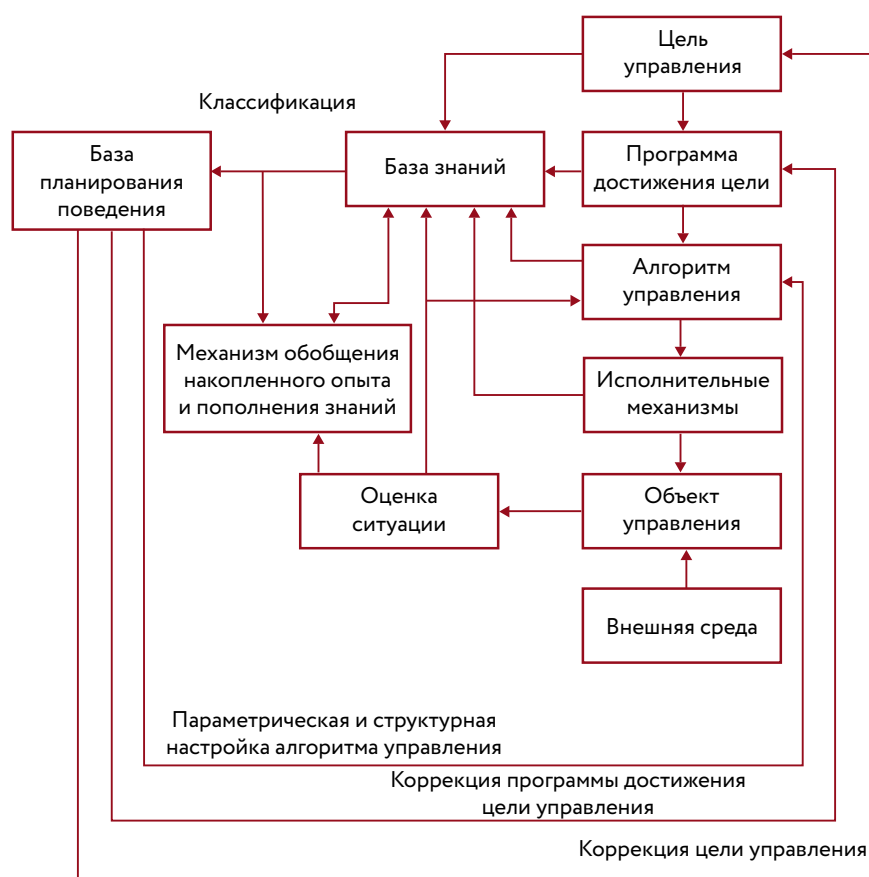 Цель
управления
Классификация
База
планирования
поведения
База знаний
Программа
достижения цели
Алгоритм
управления
Механизм обобщения
накопленного опыта
и пополнения знаний
Исполнительные
механизмы
Оценка
ситуации
Объект
управления
Внешняя среда
Параметрическая и структурная
настройка алгоритма управления
Коррекция программы достижения
цели управления
Коррекция цели управления